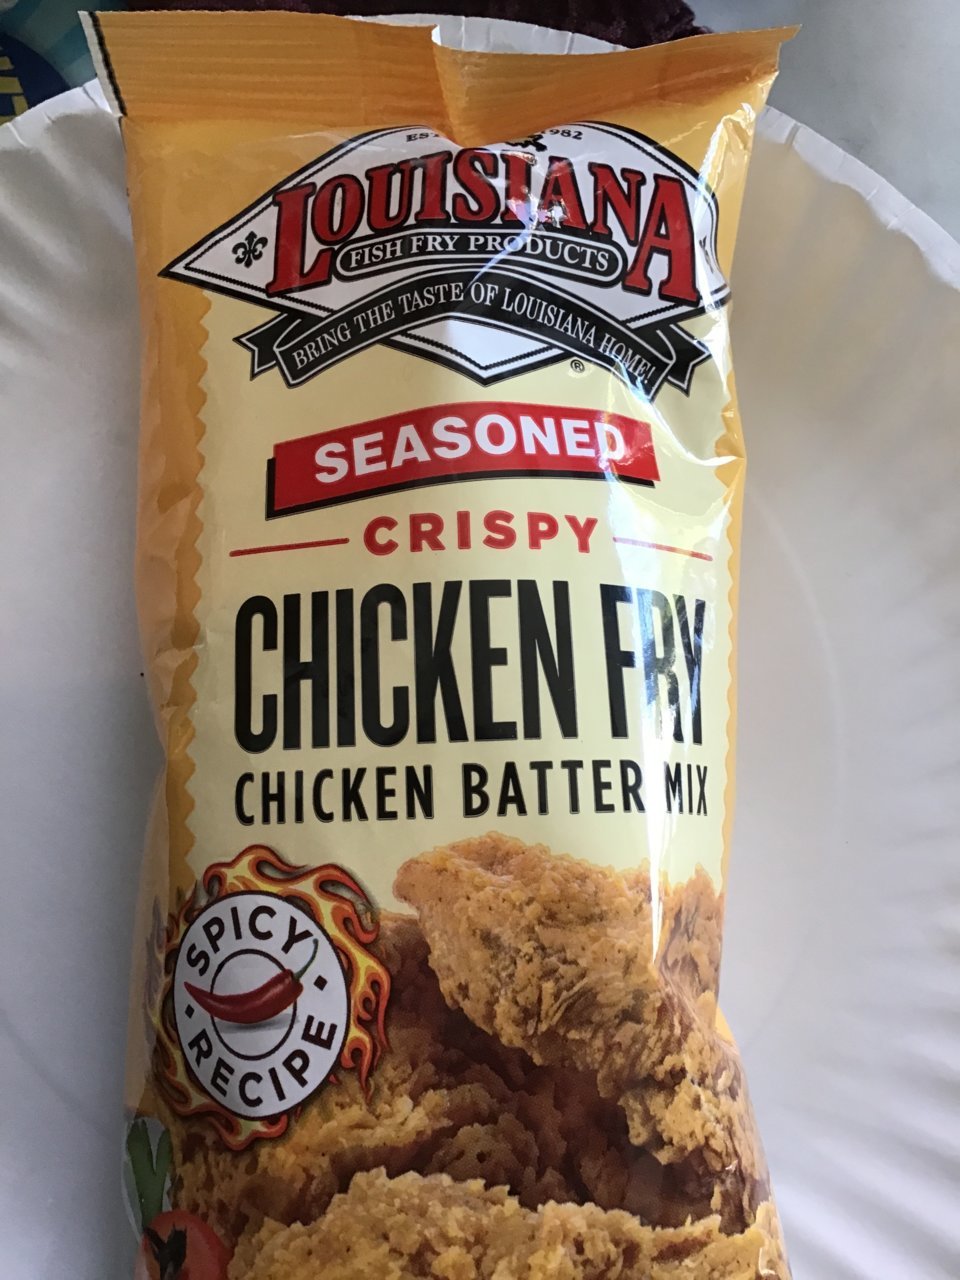 LOUISIANA
FISH FRY PRODUCTS
BRING THE TASTE OF LOUISIANA HOME!
®
SEASONED
CRISPY
CHICKEN FRY
CHICKEN BATTER MIX
SPICY
RECIPE